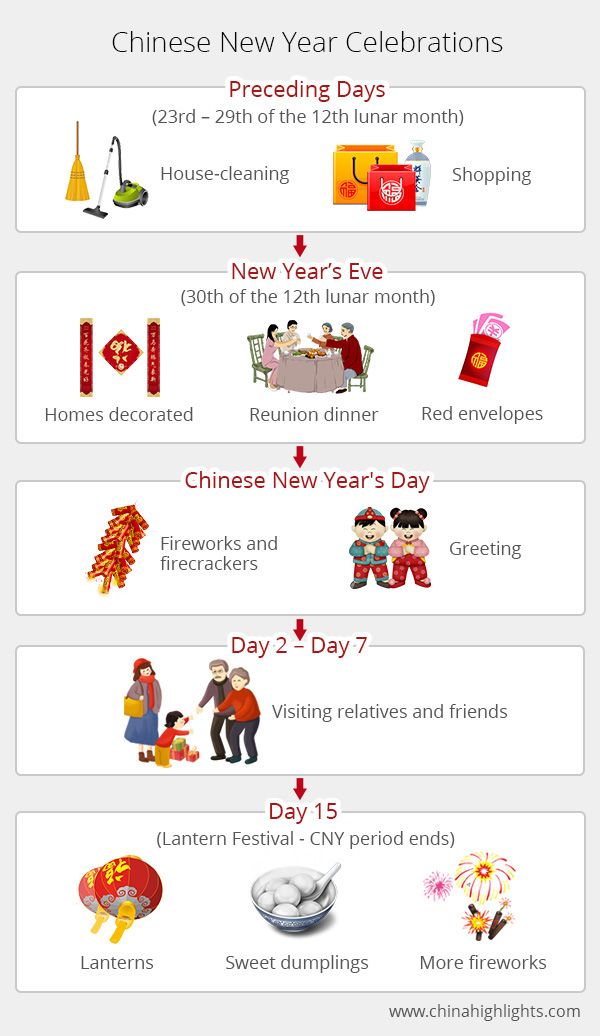 Chinese New Year Celebrations
Preceding Days
(23rd – 29th of the 12th lunar month)
House-cleaning
Shopping
New Year’s Eve
(30th of the 12th lunar month)
Homes decorated
Reunion dinner
Red envelopes
Chinese New Year's Day
Fireworks and
firecrackers
Greeting
Day 2 – Day 7
Visiting relatives and friends
Day 15
(Lantern Festival - CNY period ends)
Lanterns
Sweet dumplings
More fireworks
www.chinahighlights.com